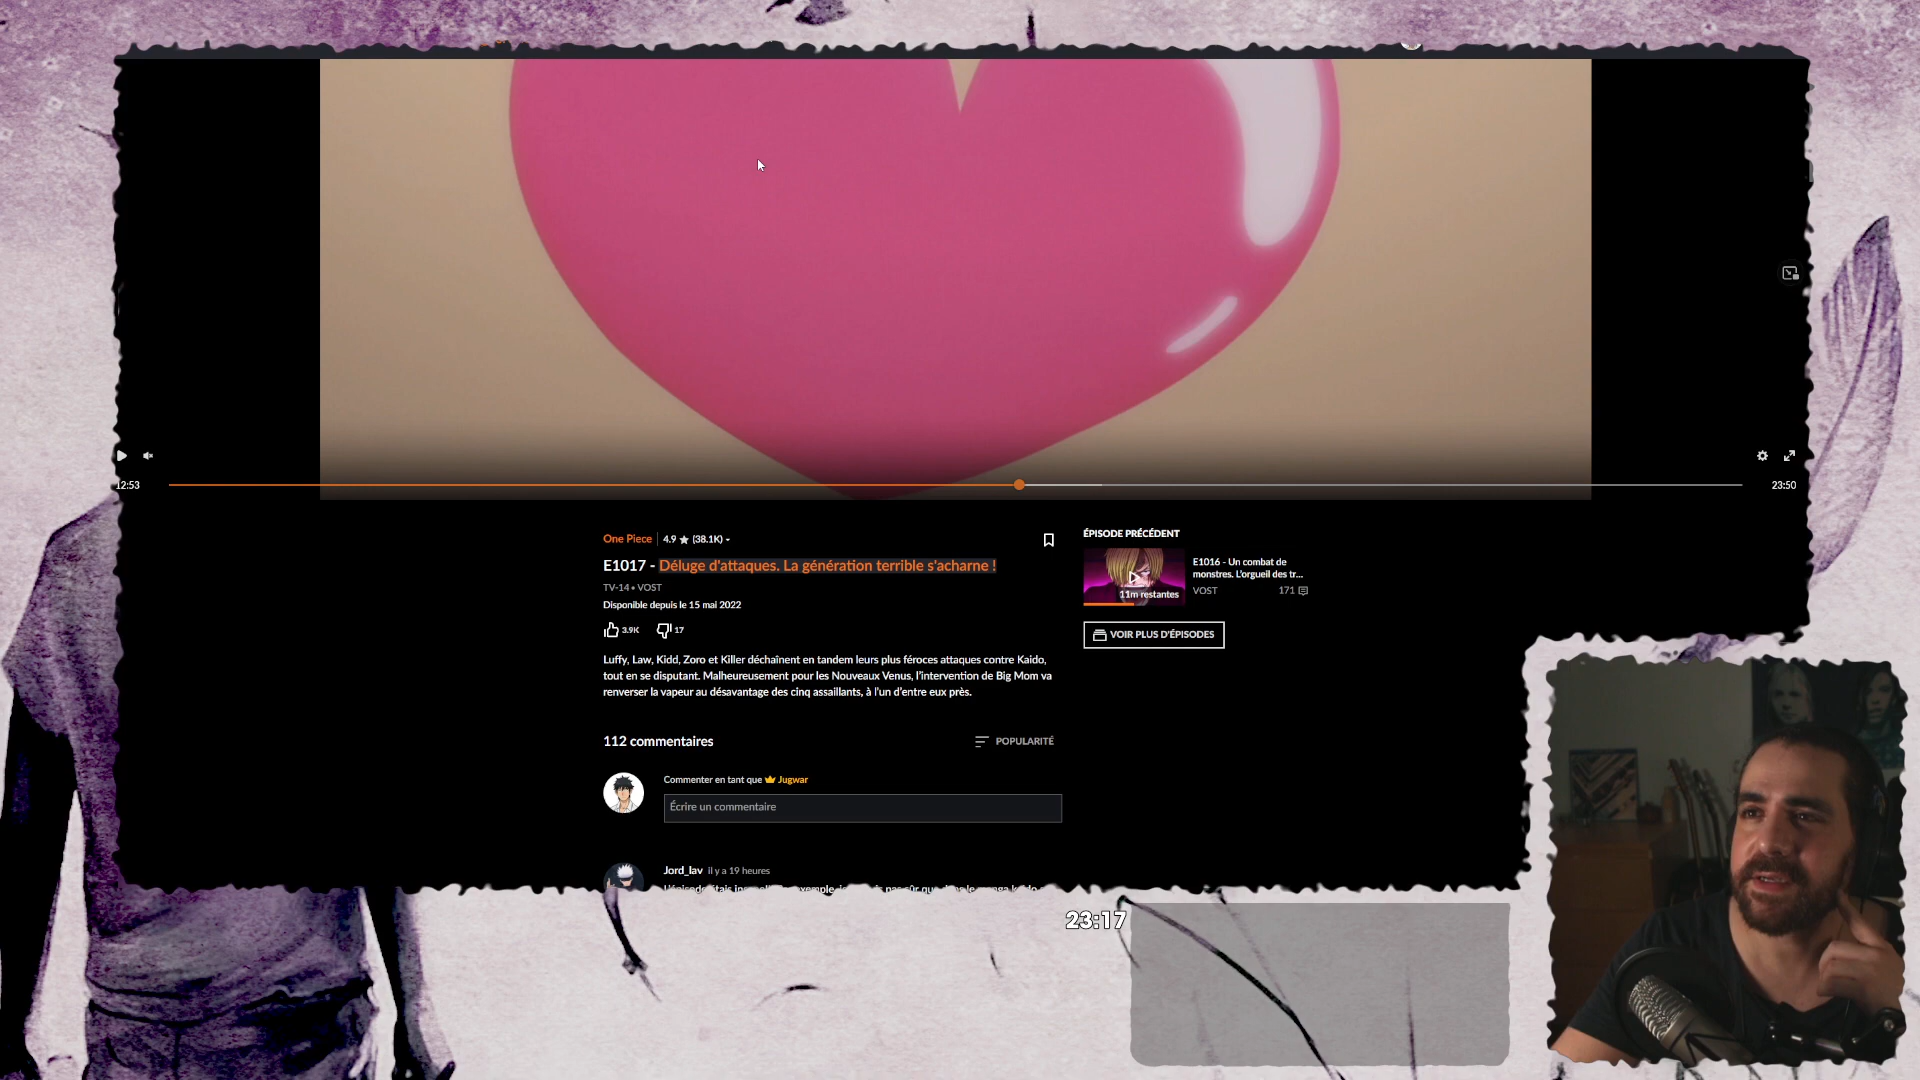 12:53
23:50
One Piece 4.9 ★ (38.1K)
E1017 - Déluge d'attaques. La génération terrible s'acharne !
TV-14 • VOST
Disponible depuis le 15 mai 2022
3.9K 17
Luffy, Law, Kidd, Zoro et Killer déchaînent en tandem leurs plus féroces attaques contre Kaido,
tout en se disputant. Malheureusement pour les Nouveaux Venus, l'intervention de Big Mom va
renverser la vapeur au désavantage des cinq assaillants, à l'un d'entre eux près.
ÉPISODE PRÉCÉDENT
11m restantes
E1016 - Un combat de
monstres. L'orgueil des tr...
VOST 171
VOIR PLUS D'ÉPISODES
112 commentaires
POPULARITÉ
Commenter en tant que Jugwar
Écrire un commentaire
Jord_lav il y a 19 heures
23:17